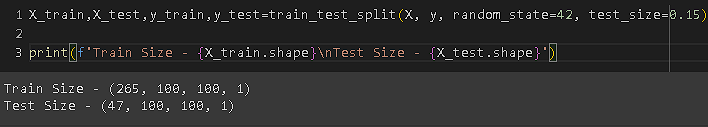 1 X_train,X_test,y_train,y_test=train_test_split(X, y, random_state=42, test_size=0.15)
2
3 print(f'Train Size - {X_train.shape}\nTest Size - {X_test.shape}')
Train Size - (265, 100, 100, 1)
Test Size - (47, 100, 100, 1)